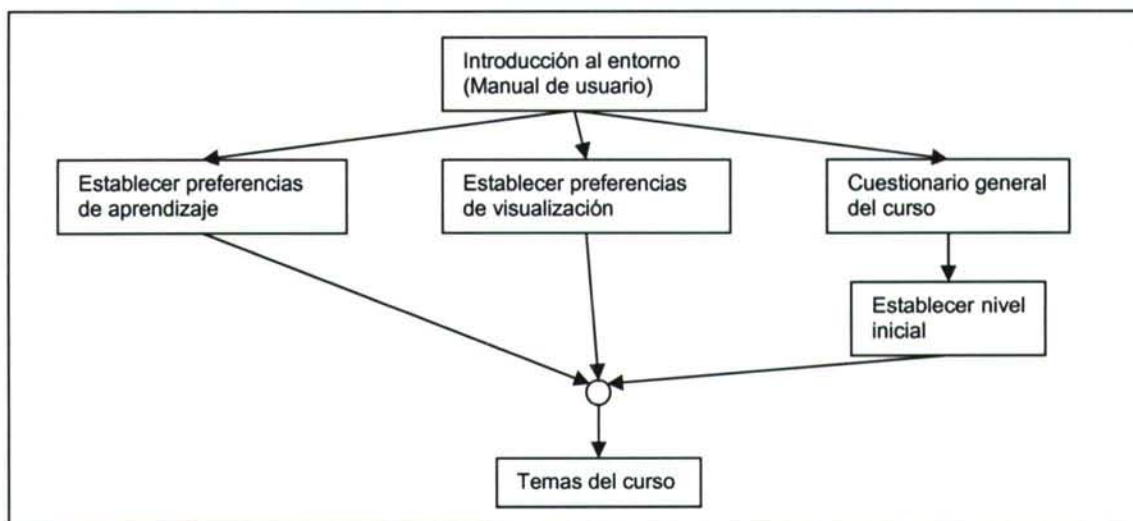 Introducción al entorno
(Manual de usuario)
Establecer preferencias
de aprendizaje
Establecer preferencias
de visualización
Cuestionario general
del curso
Establecer nivel
inicial
Temas del curso